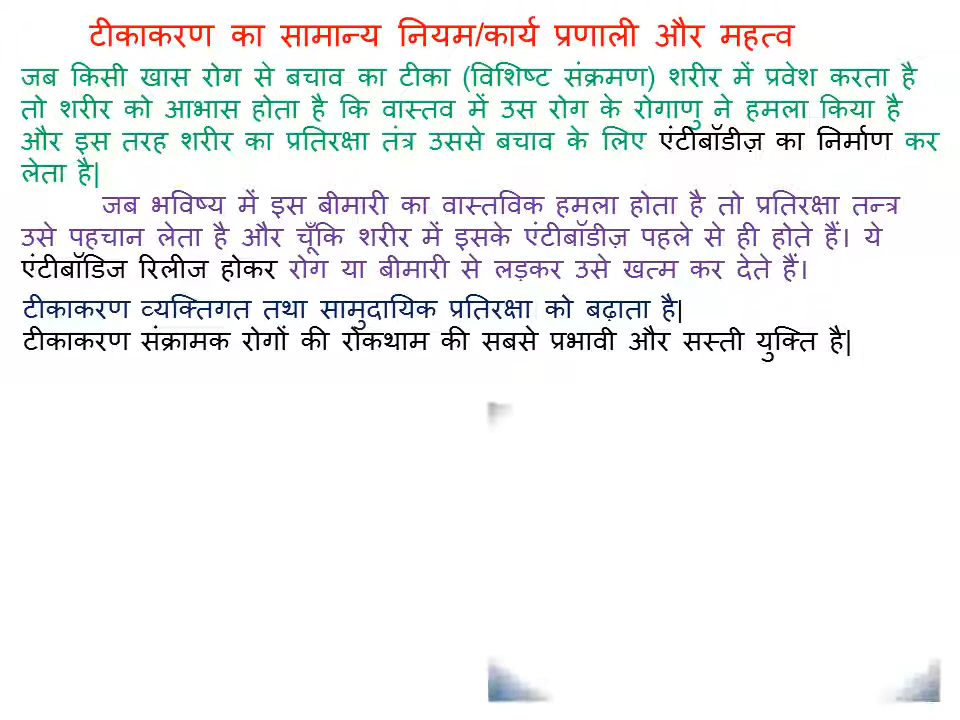 टीकाकरण का सामान्य नियम/कार्य प्रणाली और महत्व
जब किसी खास रोग से बचाव का टीका (विशिष्ट संक्रमण) शरीर में प्रवेश करता है
तो शरीर को आभास होता है कि वास्तव में उस रोग के रोगाणु ने हमला किया है
और इस तरह शरीर का प्रतिरक्षा तंत्र उससे बचाव के लिए एंटीबॉडीज़ का निर्माण कर
लेता है|
जब भविष्य में इस बीमारी का वास्तविक हमला होता है तो प्रतिरक्षा तन्त्र
उसे पहचान लेता है और चूँकि शरीर में इसके एंटीबॉडीज़ पहले से ही होते हैं। ये
एंटीबॉडिज रिलीज होकर रोग या बीमारी से लड़कर उसे खत्म कर देते हैं।
टीकाकरण व्यक्तिगत तथा सामुदायिक प्रतिरक्षा को बढ़ाता है|
टीकाकरण संक्रामक रोगों की रोकथाम की सबसे प्रभावी और सस्ती युक्ति है|